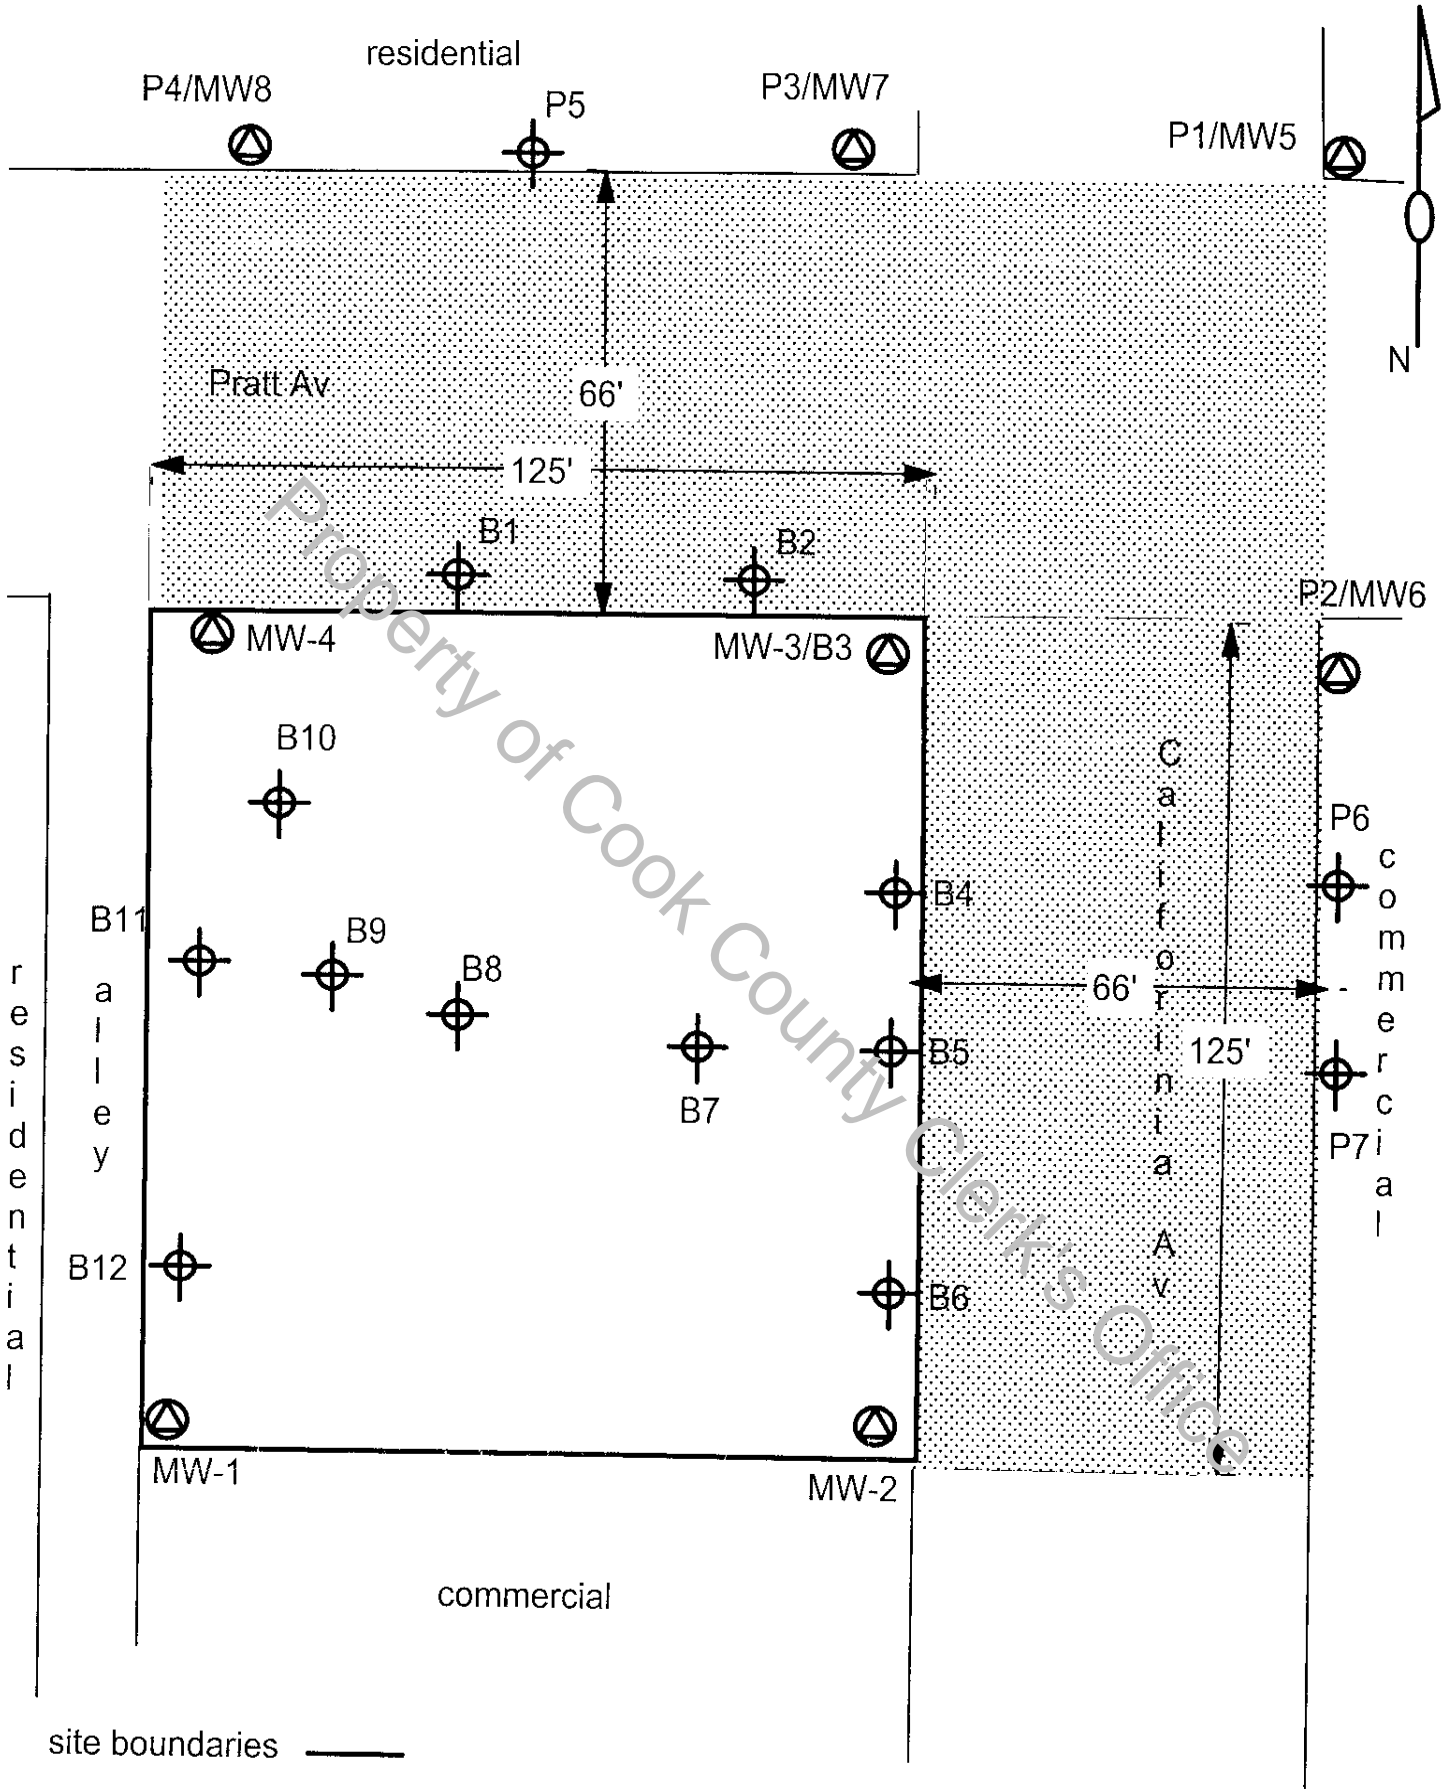 residential
P4/MW8
P5
P3/MW7
P1/MW5
N
Pratt Av
66'
125'
B1
B2
P2/MW6
MW-4
MW-3/B3
B10
California Av
P6
commercial
B4
B11
B9
B8
residential
alley
66'
B5
125'
B7
P7
B12
B6
MW-1
MW-2
commercial
site boundaries
Property of Cook County Clerk's Office